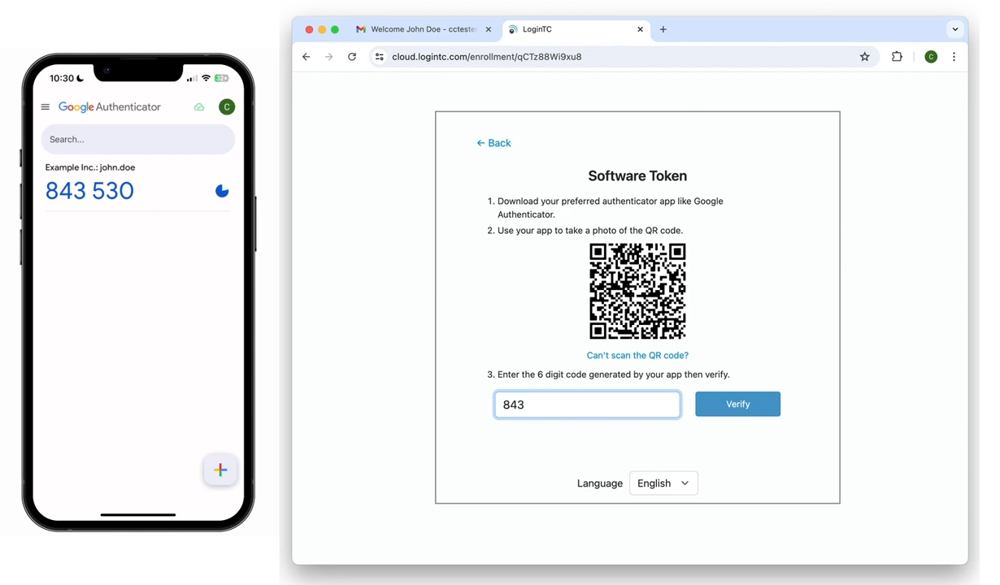 10:30
32+
Google Authenticator
C
Search...
Example Inc.: john.doe
843 530
Welcome John Doe - cctester
LoginTC
cloud.logintc.com/enrollment/qCTz88Wi9xu8
C
← Back
Software Token
1. Download your preferred authenticator app like Google
Authenticator.
2. Use your app to take a photo of the QR code.
Can't scan the QR code?
3. Enter the 6 digit code generated by your app then verify.
843
Verify
Language
English